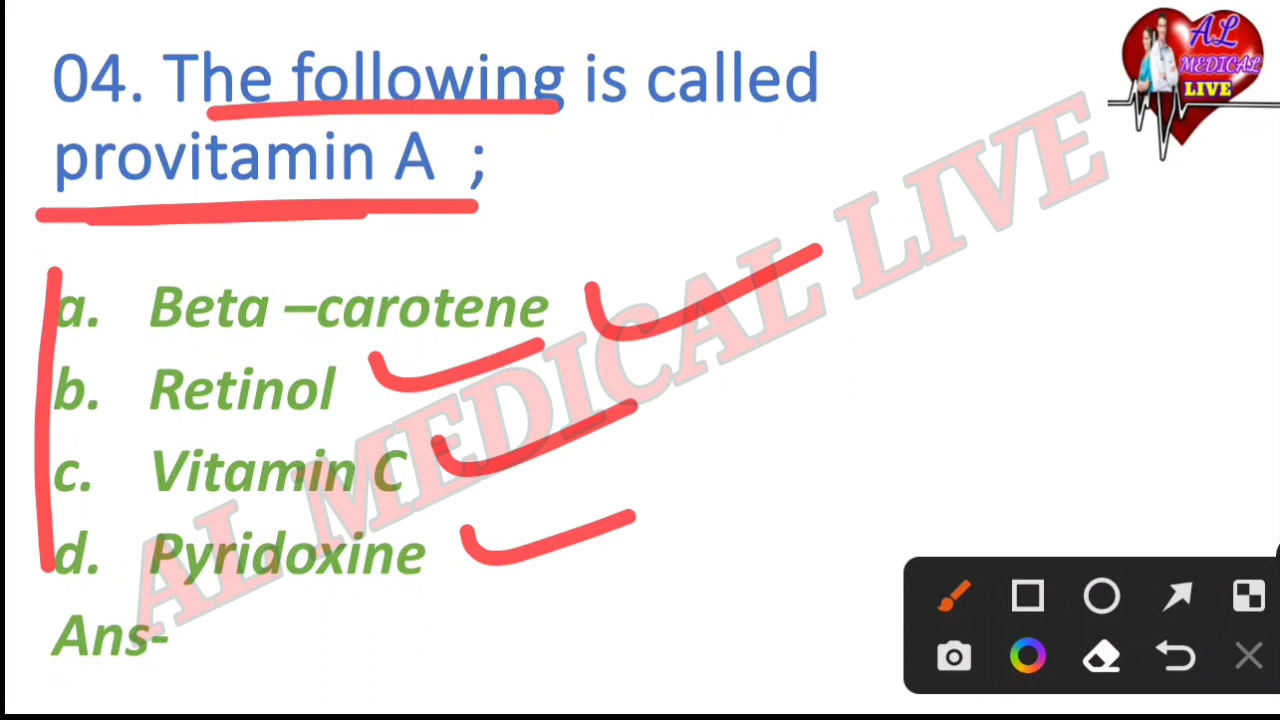 04. The following is called
provitamin A ;
a. Beta –carotene
b. Retinol
c. Vitamin C
d. Pyridoxine
Ans-
AL MEDICAL LIVE
AL
MEDICAL
LIVE